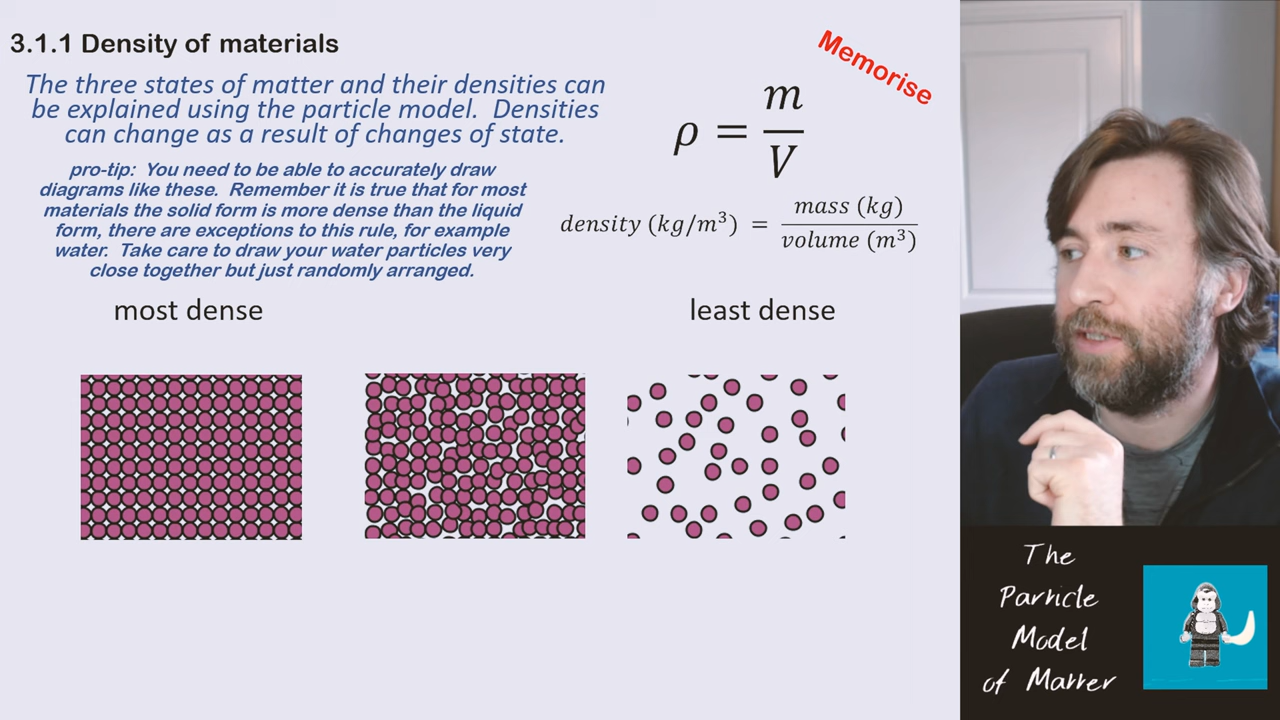 3.1.1 Density of materials
The three states of matter and their densities can
be explained using the particle model. Densities
can change as a result of changes of state.
pro-tip: You need to be able to accurately draw
diagrams like these. Remember it is true that for most
materials the solid form is more dense than the liquid
form, there are exceptions to this rule, for example
water. Take care to draw your water particles very
close together but just randomly arranged.
Memorise
ρ = m/V
density (kg/m³) = mass (kg)/volume (m³)
most dense
least dense
The
Particle
Model
of Matter